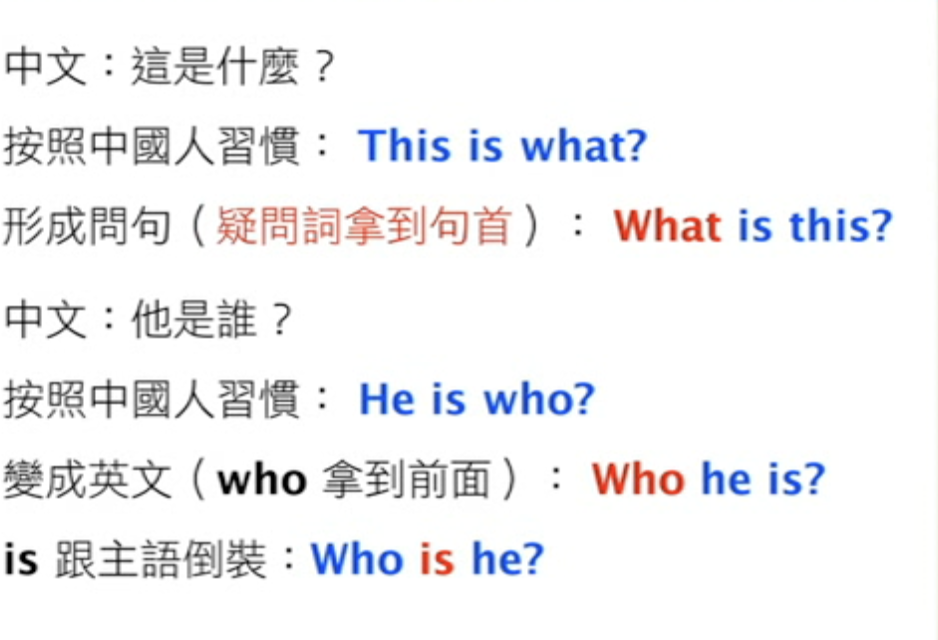 中文：這是什麼？
按照中國人習慣： This is what?
形成問句（疑問詞拿到句首）： What is this?
中文：他是誰？
按照中國人習慣： He is who?
變成英文（who 拿到前面）： Who he is?
is 跟主語倒裝：Who is he?